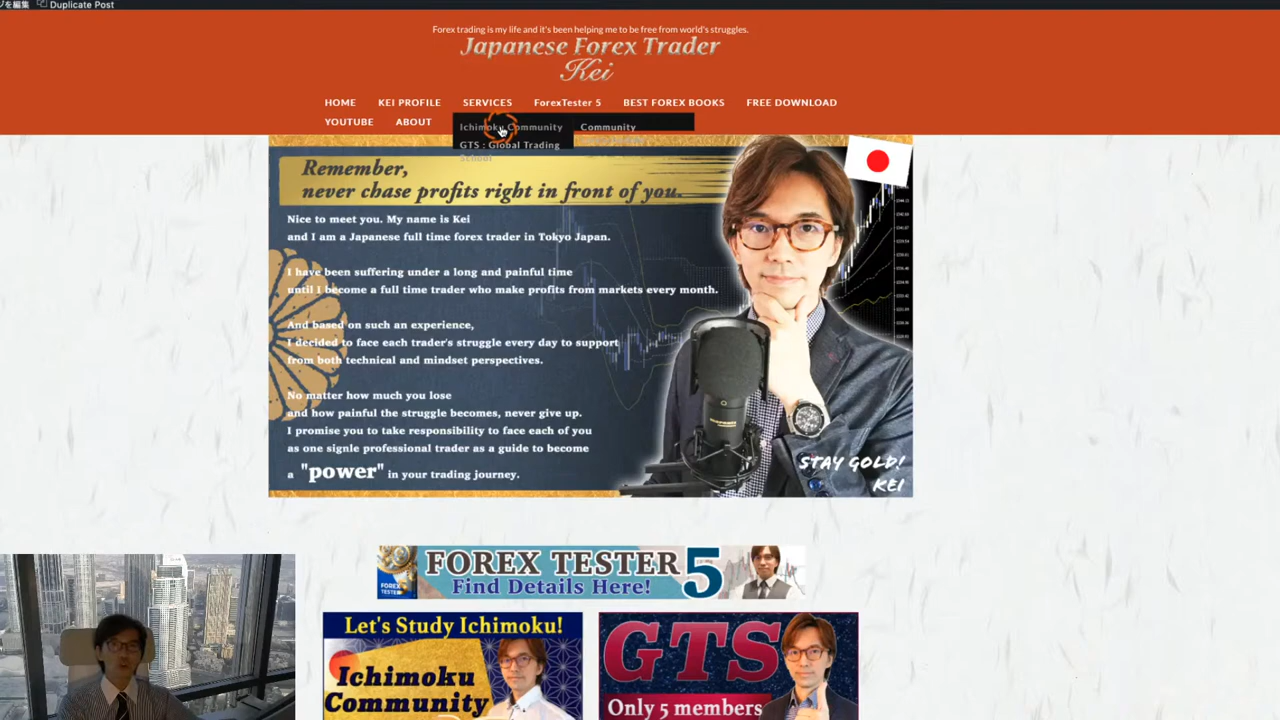 ジを編集 Duplicate Post
Forex trading is my life and it's been helping me to be free from world's struggles.
Japanese Forex Trader
Kei
HOME KEI PROFILE SERVICES ForexTester 5 BEST FOREX BOOKS FREE DOWNLOAD
YOUTUBE ABOUT
Ichimoku Community Community
GTS : Global Trading
School
Remember,
never chase profits right in front of you.
Nice to meet you. My name is Kei
and I am a Japanese full time forex trader in Tokyo Japan.
I have been suffering under a long and painful time
until I become a full time trader who make profits from markets every month.
And based on such an experience,
I decided to face each trader's struggle every day to support
from both technical and mindset perspectives.
No matter how much you lose
and how painful the struggle becomes, never give up.
I promise you to take responsibility to face each of you
as one signle professional trader as a guide to become
a "power" in your trading journey.
STAY GOLD!
KEI
FOREX TESTER 5
Find Details Here!
FOREX
TESTER
Let's Study Ichimoku!
Ichimoku
Community
GTS
Only 5 members